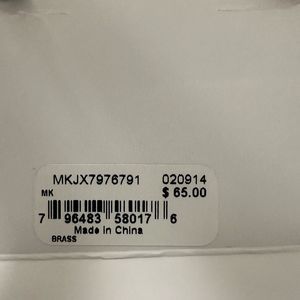 MKJX7976791 020914
MK $ 65.00
7 96483 58017 6
Made in China
BRASS